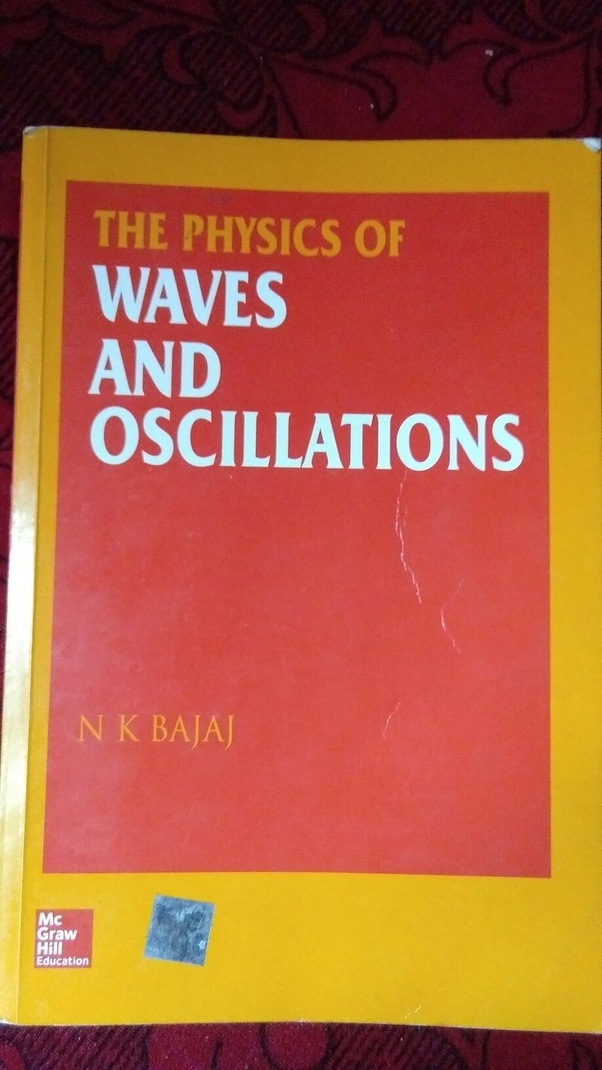 THE PHYSICS OF
WAVES
AND
OSCILLATIONS
N K BAJAJ
Mc
Graw
Hill
Education